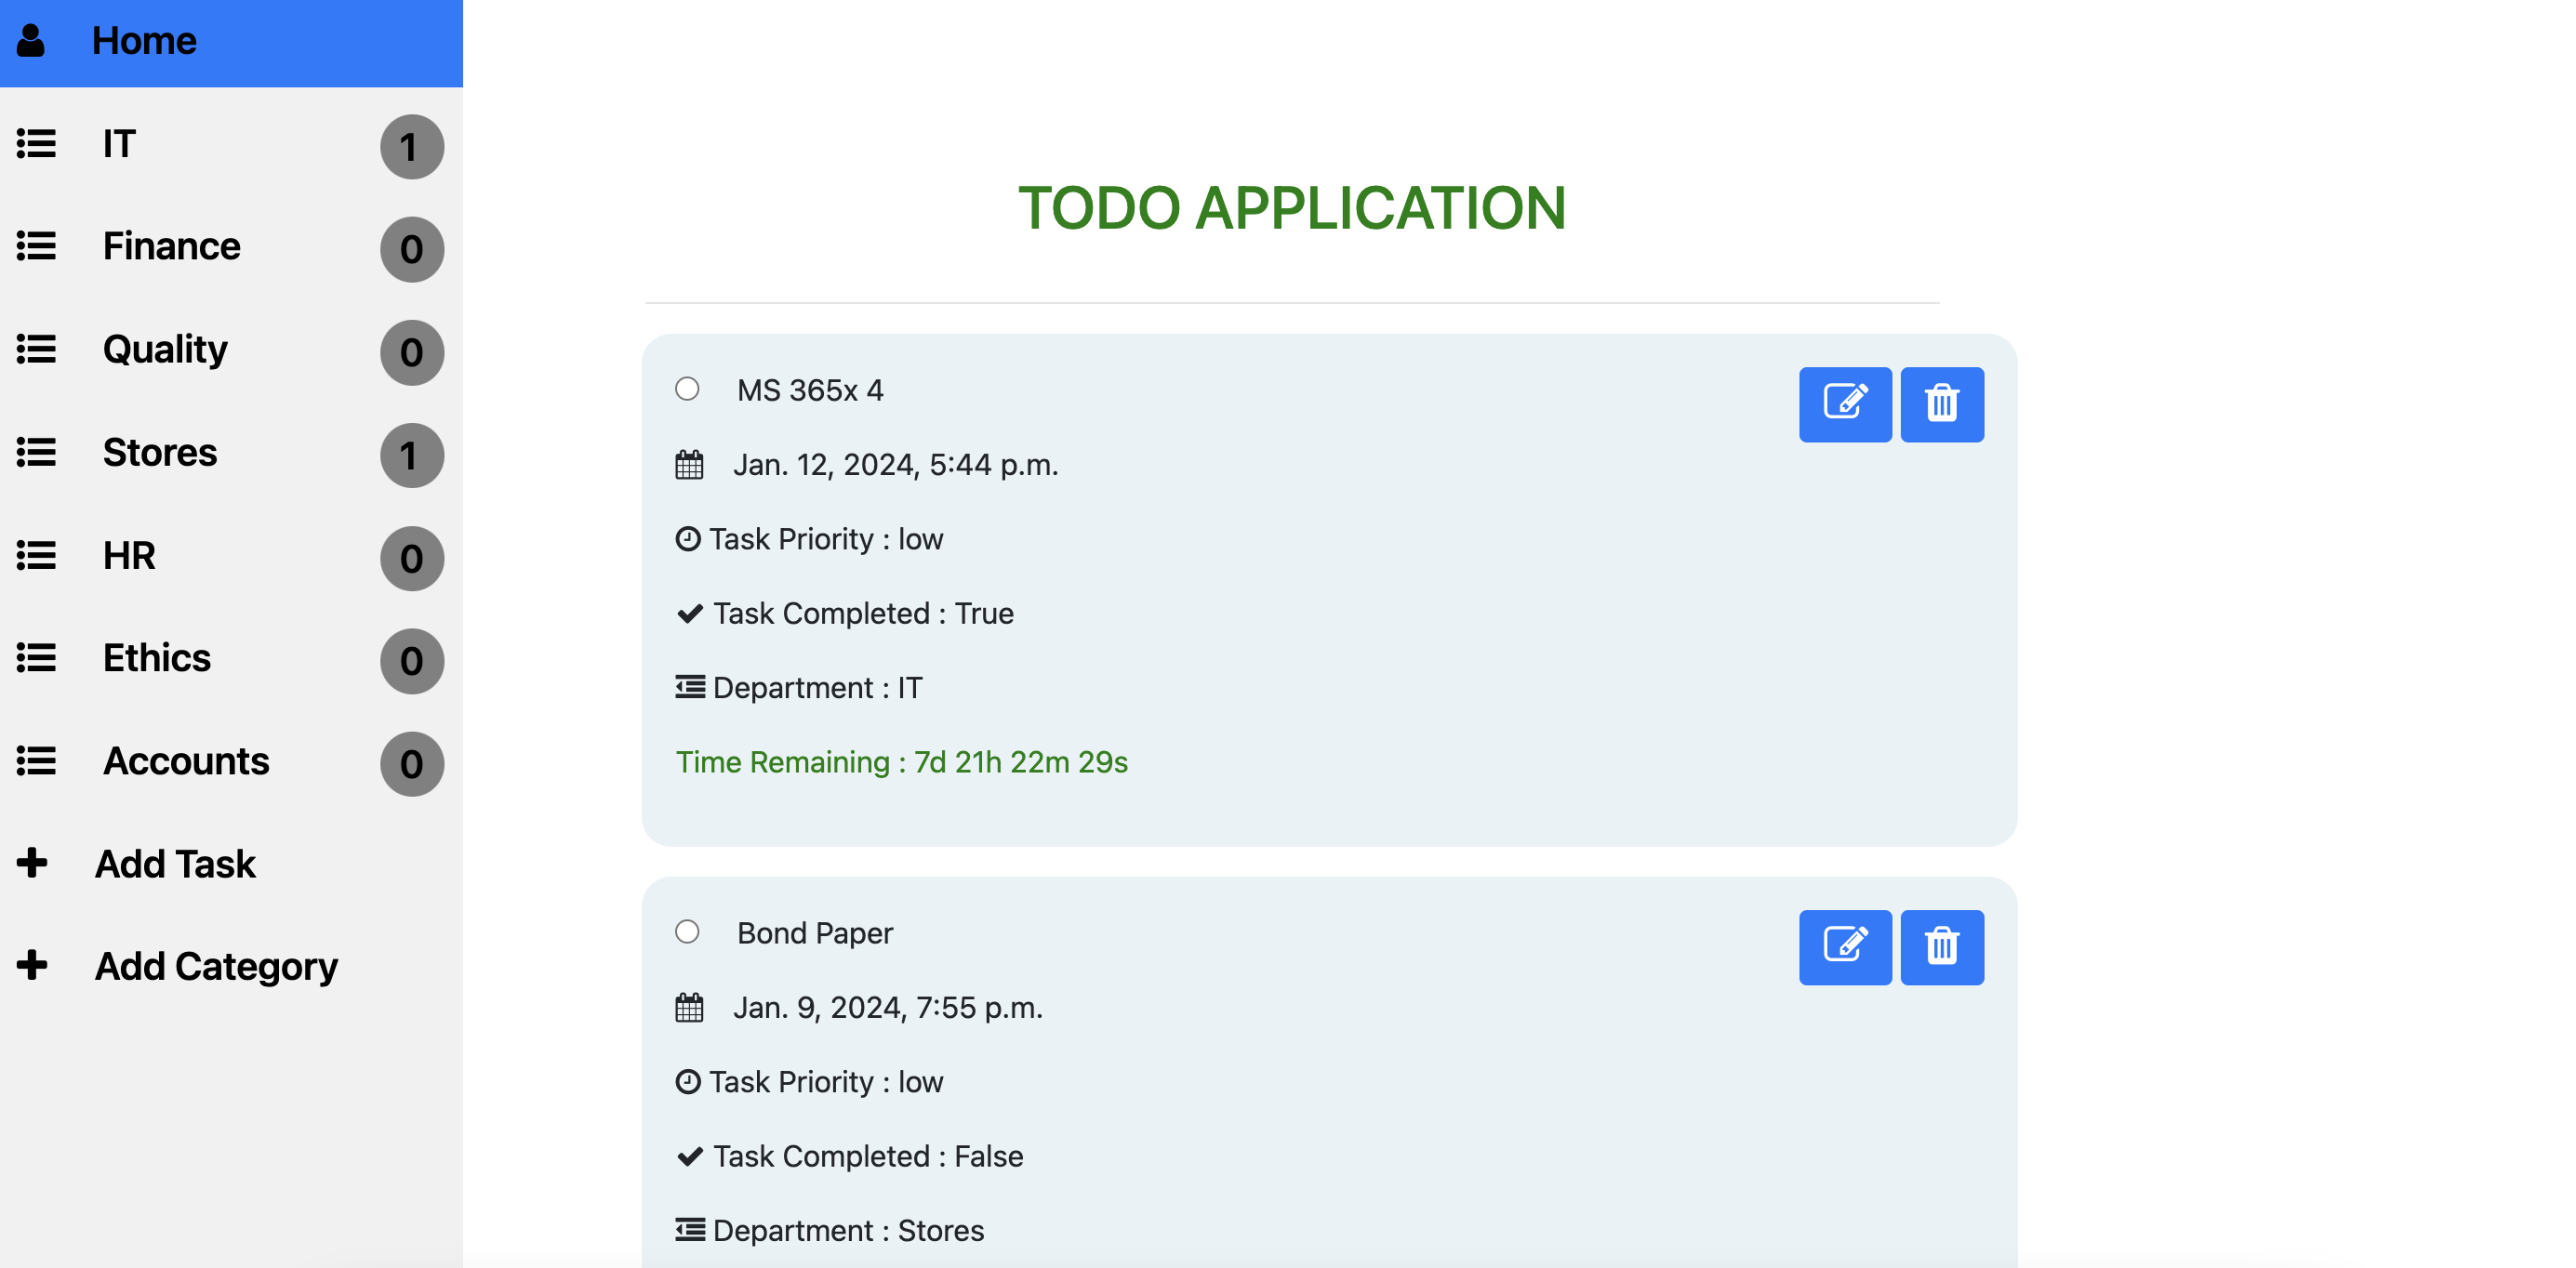 Home
IT 1
Finance 0
Quality 0
Stores 1
HR 0
Ethics 0
Accounts 0
Add Task
Add Category
TODO APPLICATION
MS 365x 4
Jan. 12, 2024, 5:44 p.m.
Task Priority : low
Task Completed : True
Department : IT
Time Remaining : 7d 21h 22m 29s
Bond Paper
Jan. 9, 2024, 7:55 p.m.
Task Priority : low
Task Completed : False
Department : Stores